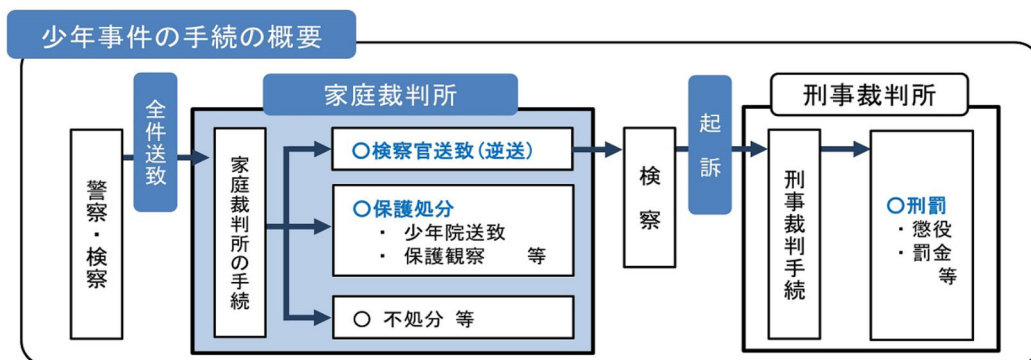 少年事件の手続の概要
警察・検察
全件送致
家庭裁判所
家庭裁判所の手続
○検察官送致(逆送)
○保護処分
・ 少年院送致
・ 保護観察 等
○ 不処分 等
検察
起訴
刑事裁判所
刑事裁判手続
○刑罰
・懲役
・罰金
等